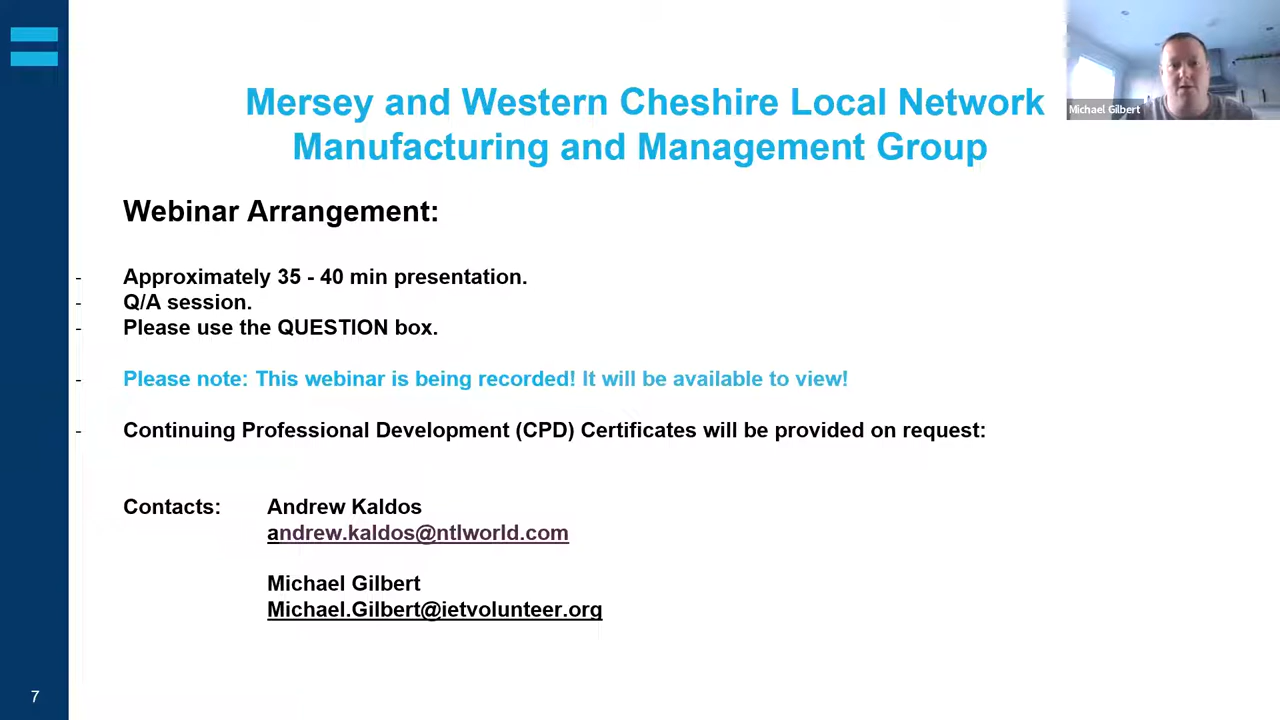 Mersey and Western Cheshire Local Network
Manufacturing and Management Group
Michael Gilbert
Webinar Arrangement:
- Approximately 35 - 40 min presentation.
- Q/A session.
- Please use the QUESTION box.
- Please note: This webinar is being recorded! It will be available to view!
- Continuing Professional Development (CPD) Certificates will be provided on request:
Contacts: Andrew Kaldos
andrew.kaldos@ntlworld.com
Michael Gilbert
Michael.Gilbert@ietvolunteer.org
7